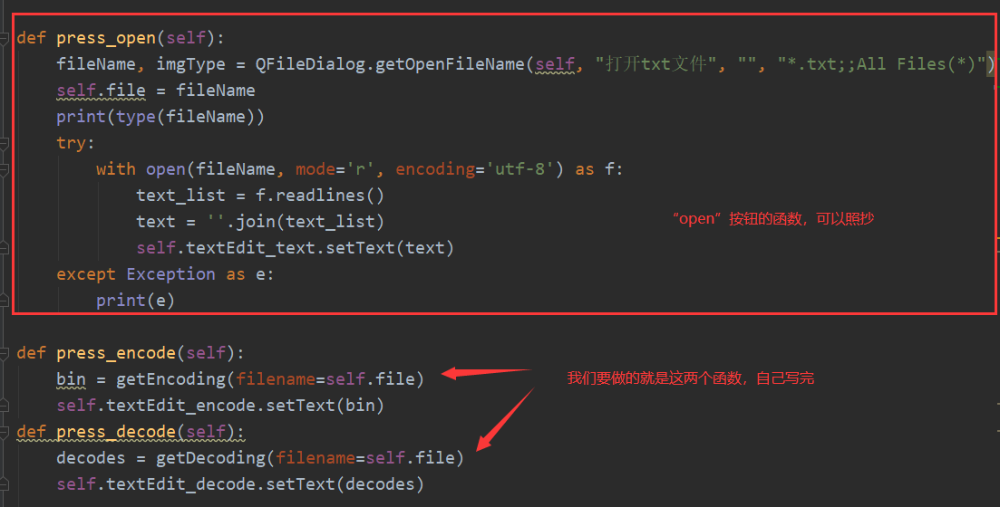 def press_open(self):
    fileName, imgType = QFileDialog.getOpenFileName(self, "打开txt文件", "", "*.txt;;All Files(*)")
    self.file = fileName
    print(type(fileName))
    try:
        with open(fileName, mode='r', encoding='utf-8') as f:
            text_list = f.readlines()
            text = ''.join(text_list)
            self.textEdit_text.setText(text)
“open”按钮的函数，可以照抄
    except Exception as e:
        print(e)
def press_encode(self):
    bin = getEncoding(filename=self.file)
我们要做的就是这两个函数，自己写完
    self.textEdit_encode.setText(bin)
def press_decode(self):
    decodes = getDecoding(filename=self.file)
    self.textEdit_decode.setText(decodes)